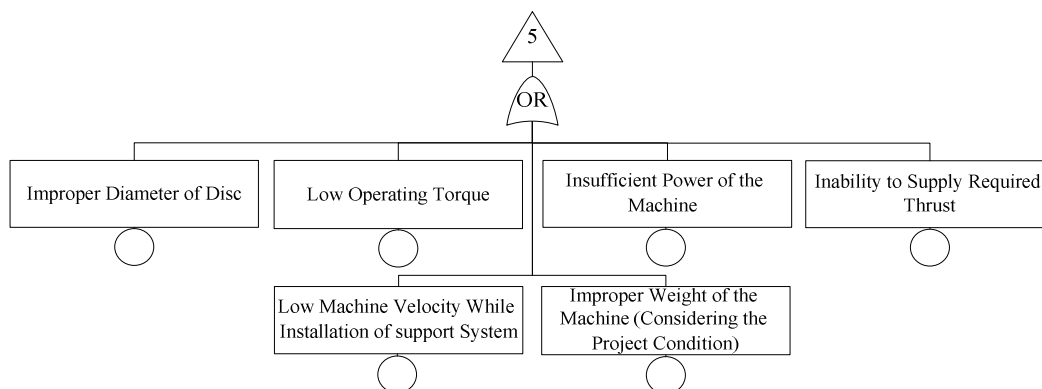 5
OR
Improper Diameter of Disc
Low Operating Torque
Insufficient Power of the
Machine
Inability to Supply Required
Thrust
Low Machine Velocity While
Installation of support System
Improper Weight of the
Machine (Considering the
Project Condition)